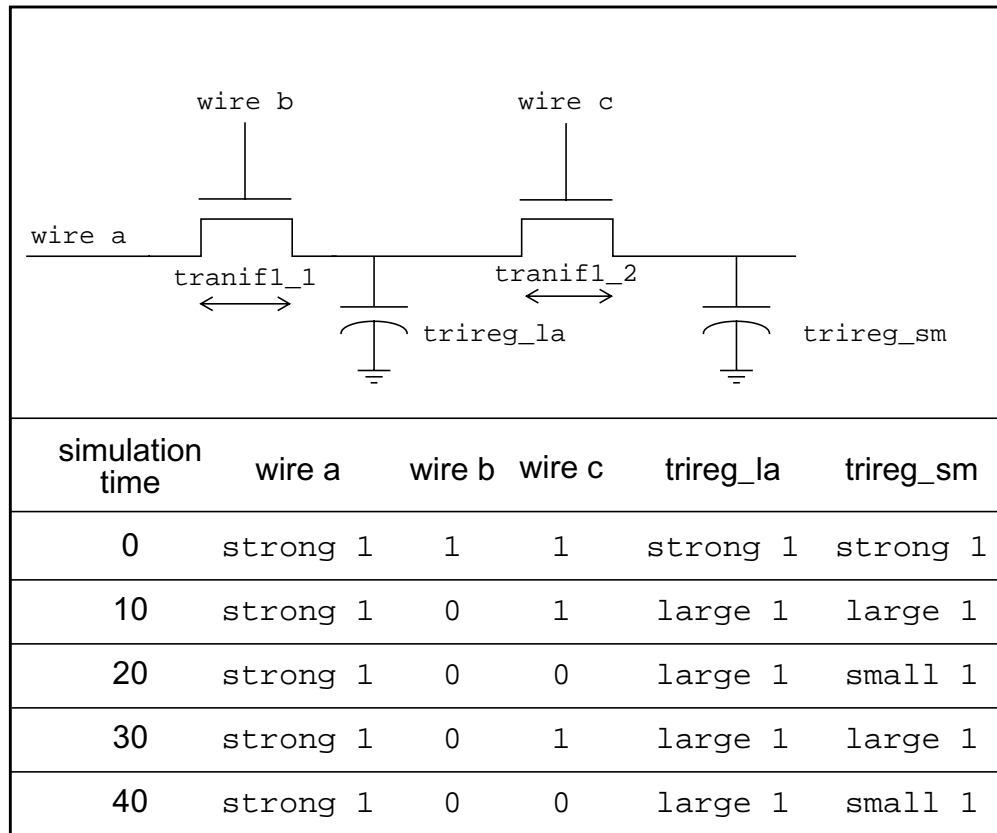 wire b wire c
wire a
tranif1_1 tranif1_2
trireg_la trireg_sm
simulation time wire a wire b wire c trireg_la trireg_sm
0 strong 1 1 1 strong 1 strong 1
10 strong 1 0 1 large 1 large 1
20 strong 1 0 0 large 1 small 1
30 strong 1 0 1 large 1 large 1
40 strong 1 0 0 large 1 small 1